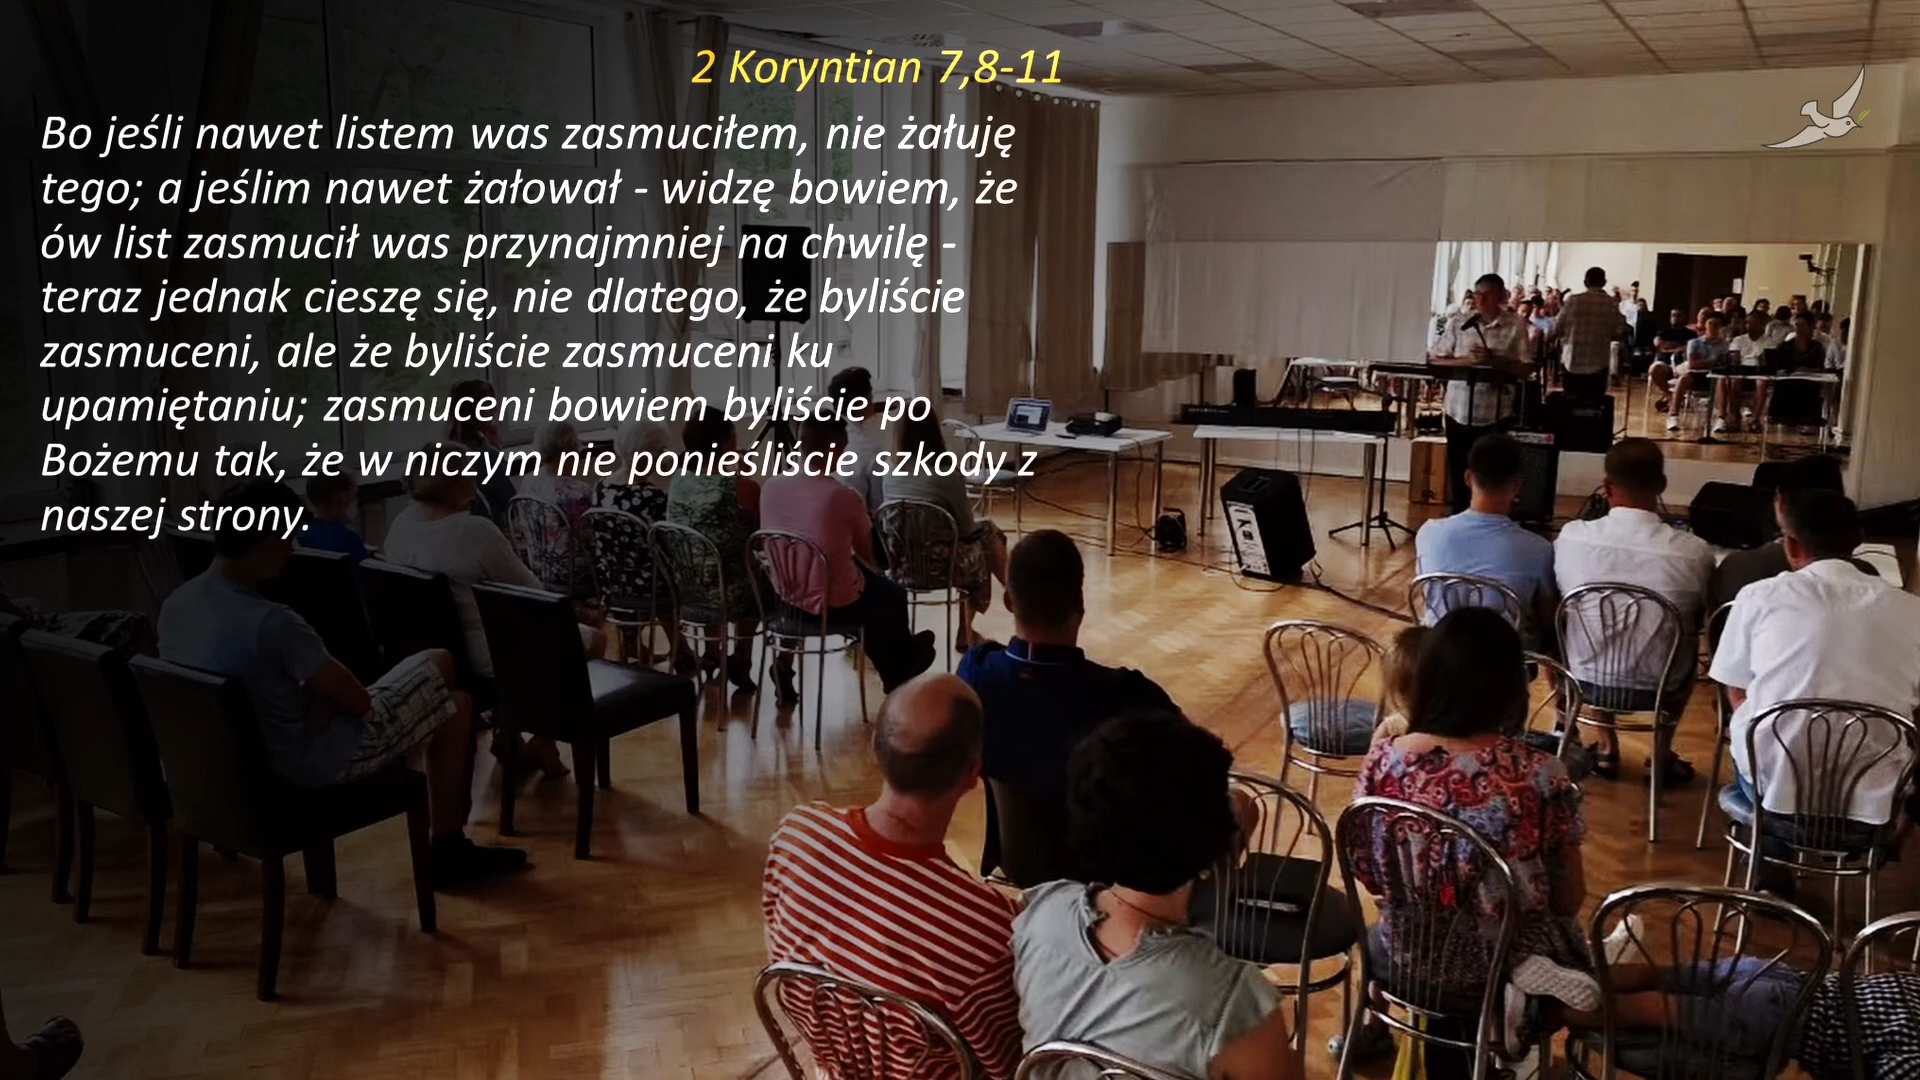 2 Koryntian 7,8-11
Bo jeśli nawet listem was zasmuciłem, nie żałuję
tego; a jeślim nawet żałował - widzę bowiem, że
ów list zasmucił was przynajmniej na chwilę -
teraz jednak cieszę się, nie dlatego, że byliście
zasmuceni, ale że byliście zasmuceni ku
upamiętaniu; zasmuceni bowiem byliście po
Bożemu tak, że w niczym nie ponieśliście szkody z
naszej strony.